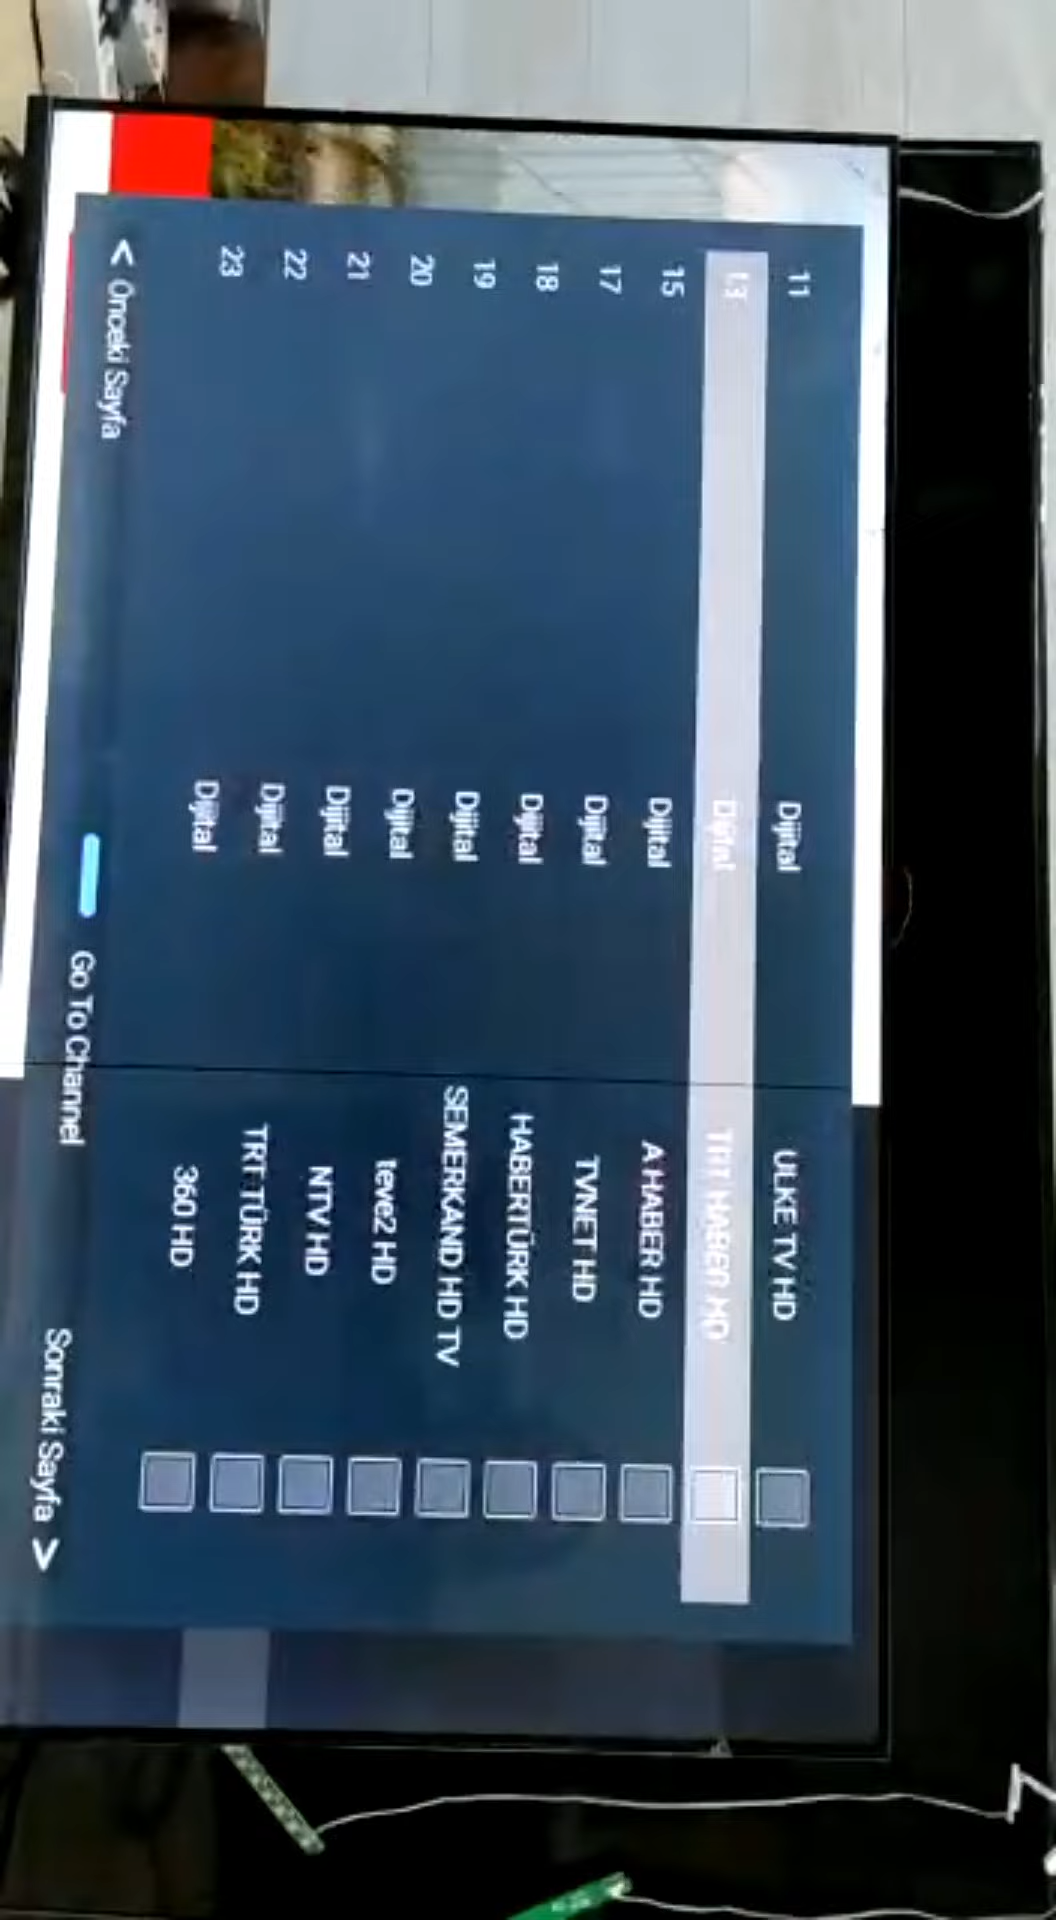 11 Dijital ÜLKE TV HD
13 Dijital TRT HABER HD
15 Dijital A HABER HD
17 Dijital TVNET HD
18 Dijital HABERTÜRK HD
19 Dijital SEMERKAND HD TV
20 Dijital teve2 HD
21 Dijital NTV HD
22 Dijital TRT TÜRK HD
23 Dijital 360 HD
< Önceki Sayfa Go To Channel Sonraki Sayfa >